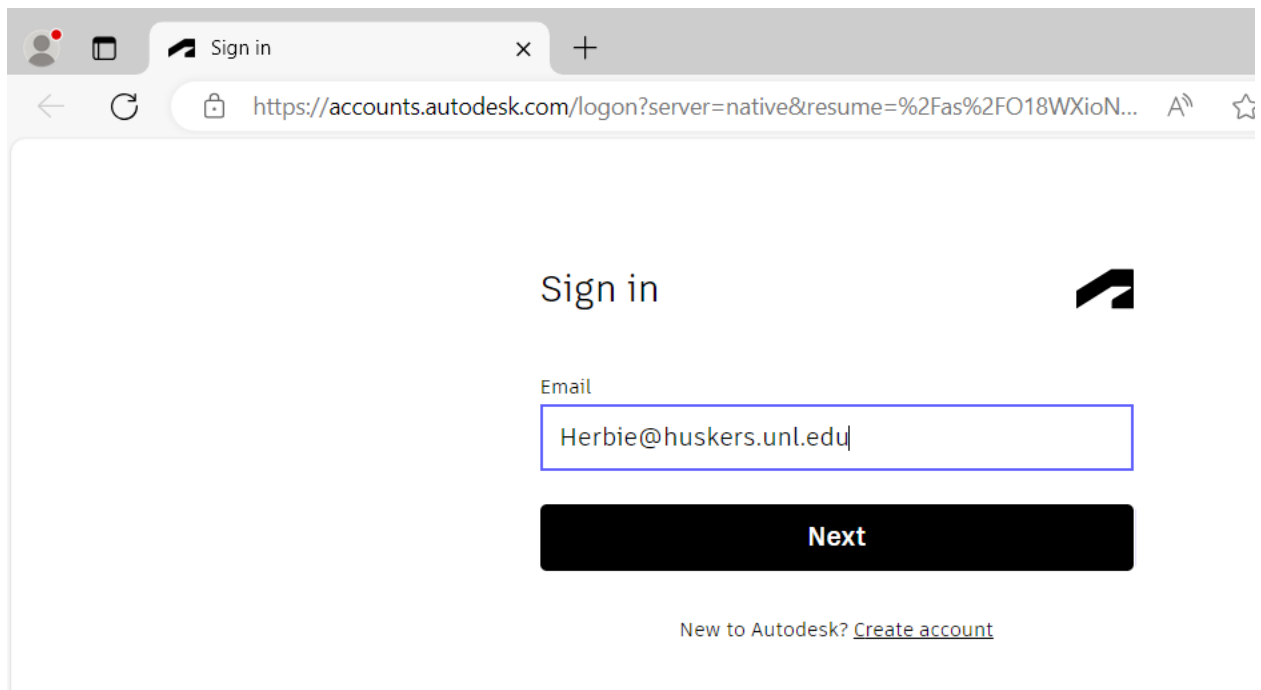 Sign in
https://accounts.autodesk.com/logon?server=native&resume=%2Fas%2FO18WXioN...
Sign in
Email
Herbie@huskers.unl.edu
Next
New to Autodesk? Create account